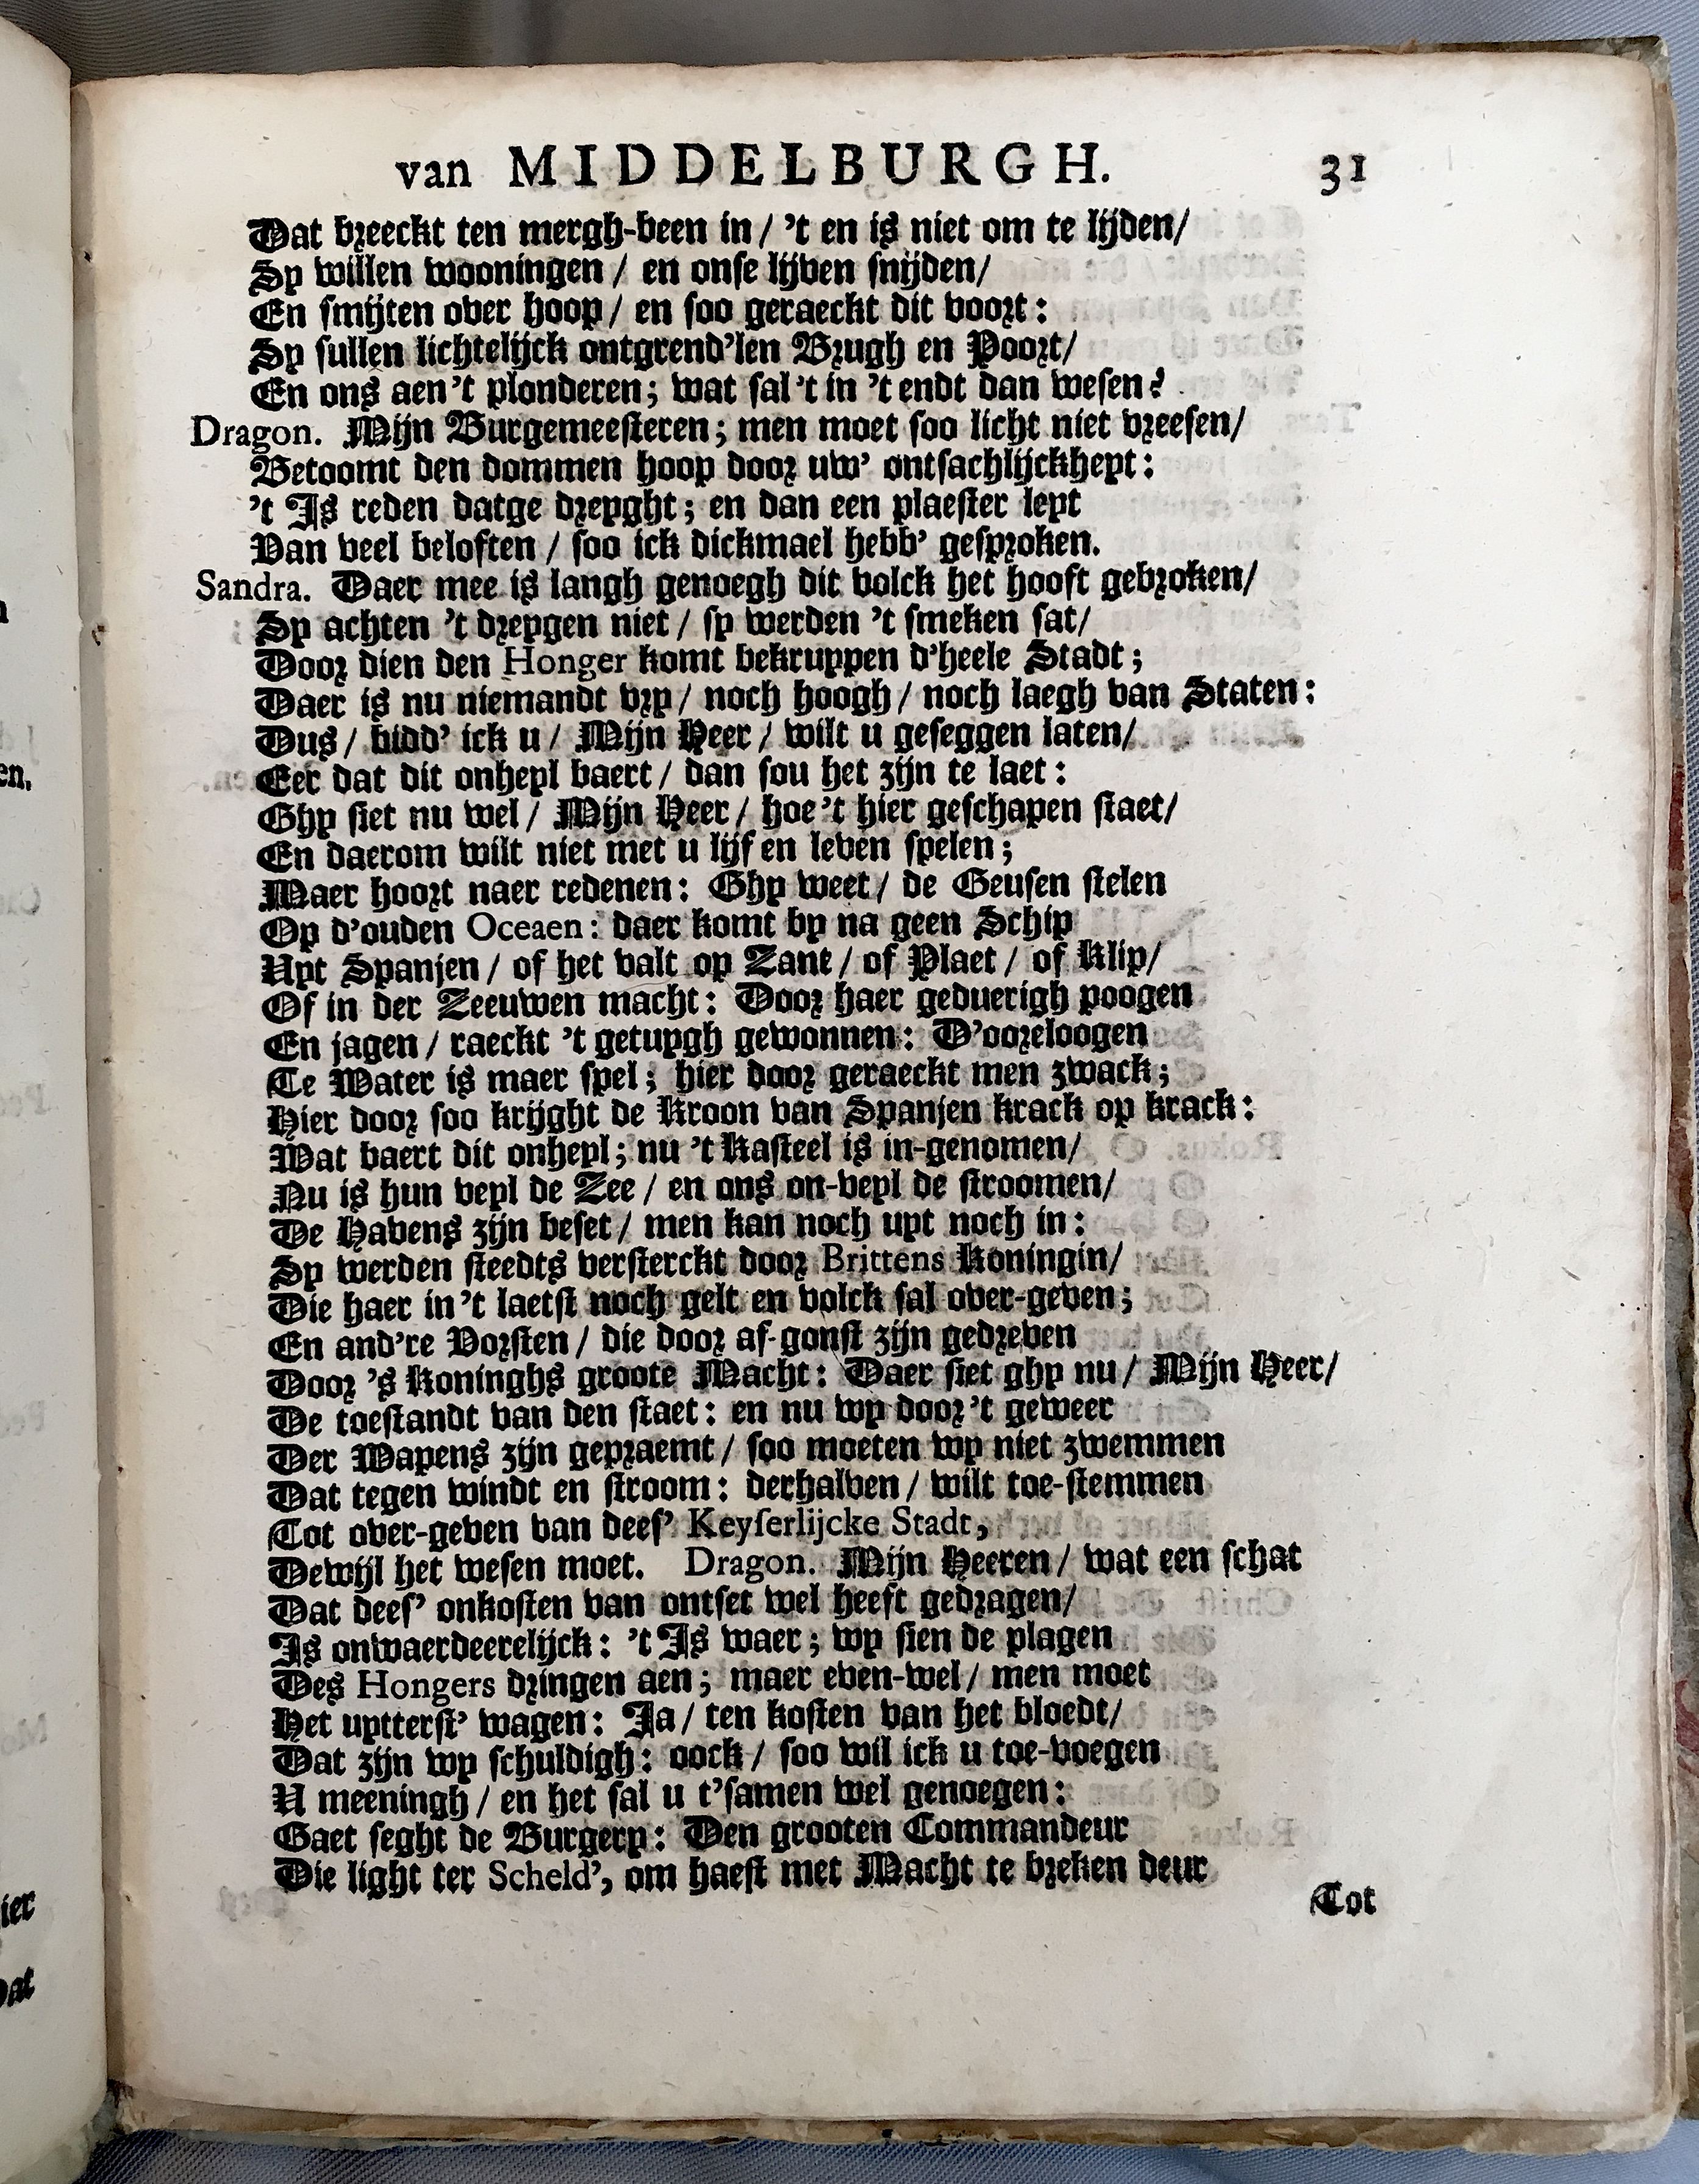 van MIDDELBURGH. 31
Dat breeckt ten mergh-been in / 't en is niet om te lijden/
Sy willen wooningen / en onse lijven snijden/
En smijten over hoop / en soo geraeckt dit voort:
Sy sullen lichtelijck ontgrend'len Brugh en Poort/
En ons aen 't plonderen; wat sal 't in 't endt dan wesen?
Dragon. Mijn Burgemeesteren; men moet soo licht niet vreesen/
Betoomt den dommen hoop door uw' ontsachlijckheyt:
't Is reden datge dreyght; en dan een plaester leyt
Van veel beloften / soo ick dickmael hebb' gesproken.
Sandra. Daer mee is langh genoegh dit volck het hooft gebroken/
Sy achten 't dreygen niet / sy werden 't smeken sat/
Door dien den Honger komt bekruppen d'heele Stadt;
Daer is nu niemandt vry / noch hoogh / noch laegh van Staten:
Dus / bidd' ick u / Mijn Heer / wilt u geseggen laten/
Eer dat dit onheyl baert / dan sou het zijn te laet:
Ghy siet nu wel / Mijn Heer / hoe 't hier geschapen staet/
En daerom wilt niet met u lijf en leven spelen;
Maer hoort naer redenen: Ghy weet / de Geusen stelen
Op d'ouden Oceaen: daer komt by na geen Schip
Uyt Spanjen / of het valt op Zant / of Plaet / of Klip/
Of in der Zeeuwen macht: Door haer geduerigh poogen
En jagen / raeckt 't getuygh gewonnen: D'ooreloogen
Te Water is maer spel; hier door geraeckt men zwack;
Hier door soo krijght de Kroon van Spanjen krack op krack:
Wat baert dit onheyl; nu 't Kasteel is in-genomen/
Nu is hun veyl de Zee / en ons on-veyl de stroomen/
De Havens zijn beset / men kan noch uyt noch in:
Sy werden steedts versterckt door Brittens Koningin/
Die haer in 't laetst noch gelt en volck sal over-geven;
En and're Vorsten / die door af-gonst zijn gedreven
Door 's Koninghs groote Macht: Daer siet ghy nu / Mijn Heer/
De toestandt van den staet: en nu wy door 't geweer
Der Wapens zijn gepraemt / soo moeten wy niet zwemmen
Dat tegen windt en stroom: derhalven / wilt toe-stemmen
Tot over-geven van dees' Keyserlijcke Stadt,
Dewijl het wesen moet. Dragon. Mijn Heeren / wat een schat
Dat dees' onkosten van ontset wel heeft gedragen/
Is onwaerdeerelijck: 't Is waer; wy sien de plagen
Des Hongers dringen aen; maer even-wel / men moet
Het uytterst' wagen: Ja / ten kosten van het bloedt/
Dat zijn wy schuldigh: oock / soo wil ick u toe-voegen
U meeningh / en het sal u t'samen wel genoegen:
Gaet seght de Burgery: Den grooten Commandeur
Die light ter Scheld', om haest met Macht te breken deur
Tot